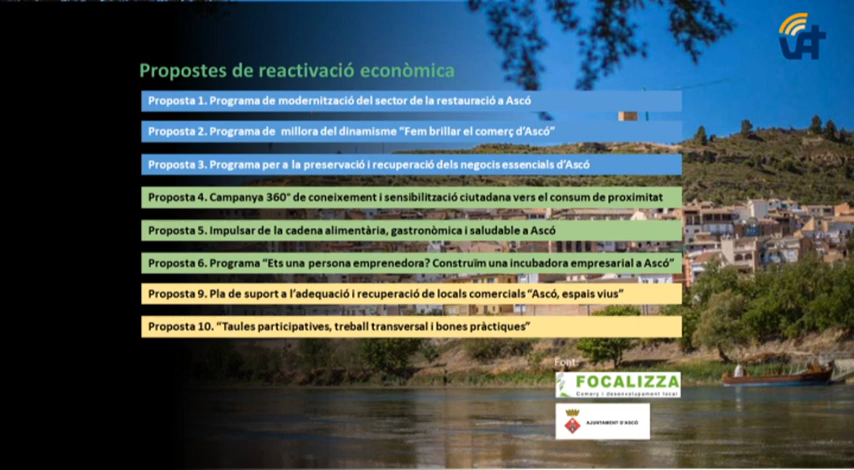 Propostes de reactivació econòmica
Proposta 1. Programa de modernització del sector de la restauració a Ascó
Proposta 2. Programa de millora del dinamisme “Fem brillar el comerç d’Ascó”
Proposta 3. Programa per a la preservació i recuperació dels negocis essencials d’Ascó
Proposta 4. Campanya 360° de coneixement i sensibilització ciutadana vers el consum de proximitat
Proposta 5. Impulsar de la cadena alimentària, gastronòmica i saludable a Ascó
Proposta 6. Programa “Ets una persona emprenedora? Construïm una incubadora empresarial a Ascó”
Proposta 9. Pla de suport a l’adequació i recuperació de locals comercials “Ascó, espais vius”
Proposta 10. “Taules participatives, treball transversal i bones pràctiques”
Font:
FOCALIZZA
Comerç i desenvolupament local
AJUNTAMENT D'ASCÓ